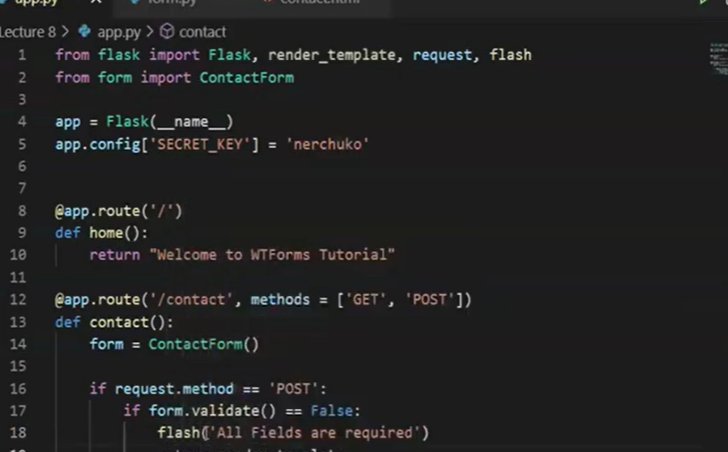 app.py form.py contact.html
Lecture 8 > app.py > contact
1 from flask import Flask, render_template, request, flash
2 from form import ContactForm
3
4 app = Flask(__name__)
5 app.config['SECRET_KEY'] = 'nerchuko'
6
7
8 @app.route('/')
9 def home():
10 return "Welcome to WTForms Tutorial"
11
12 @app.route('/contact', methods = ['GET', 'POST'])
13 def contact():
14 form = ContactForm()
15
16 if request.method == 'POST':
17 if form.validate() == False:
18 flash('All Fields are required')